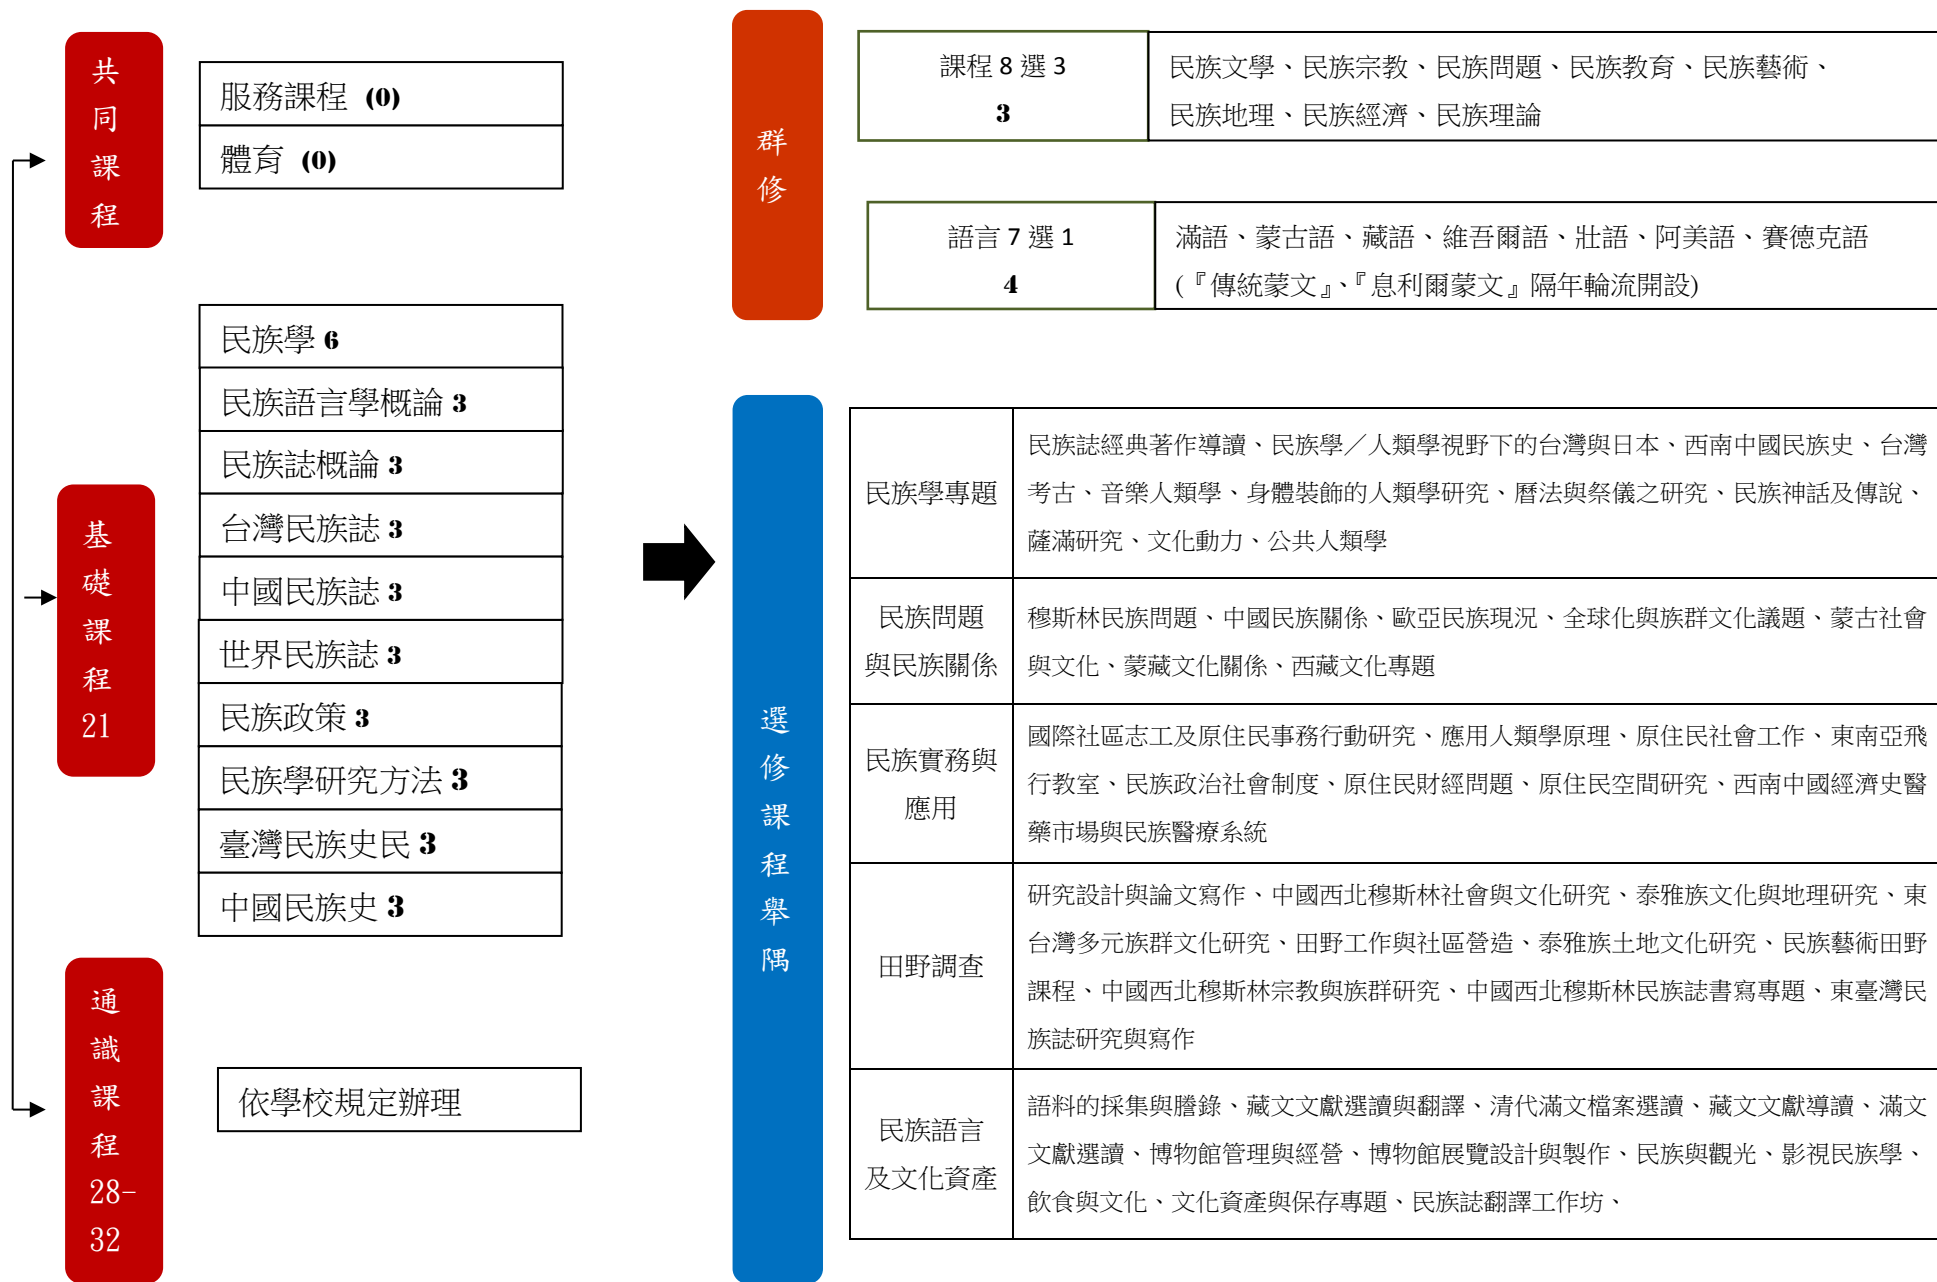 共
同
課
程
服務課程 (0)
體育 (0)
基
礎
課
程
21
民族學 6
民族語言學概論 3
民族誌概論 3
台灣民族誌 3
中國民族誌 3
世界民族誌 3
民族政策 3
民族學研究方法 3
臺灣民族史民 3
中國民族史 3
通
識
課
程
28-
32
依學校規定辦理
群
修
課程 8 選 3
3
民族文學、民族宗教、民族問題、民族教育、民族藝術、
民族地理、民族經濟、民族理論
語言 7 選 1
4
滿語、蒙古語、藏語、維吾爾語、壯語、阿美語、賽德克語
(『傳統蒙文』、『息利爾蒙文』隔年輪流開設)
選
修
課
程
舉
隅
民族學專題
民族誌經典著作導讀、民族學／人類學視野下的台灣與日本、西南中國民族史、台灣
考古、音樂人類學、身體裝飾的人類學研究、曆法與祭儀之研究、民族神話及傳說、
薩滿研究、文化動力、公共人類學
民族問題
與民族關係
穆斯林民族問題、中國民族關係、歐亞民族現況、全球化與族群文化議題、蒙古社會
與文化、蒙藏文化關係、西藏文化專題
民族實務與
應用
國際社區志工及原住民事務行動研究、應用人類學原理、原住民社會工作、東南亞飛
行教室、民族政治社會制度、原住民財經問題、原住民空間研究、西南中國經濟史醫
藥市場與民族醫療系統
田野調查
研究設計與論文寫作、中國西北穆斯林社會與文化研究、泰雅族文化與地理研究、東
台灣多元族群文化研究、田野工作與社區營造、泰雅族土地文化研究、民族藝術田野
課程、中國西北穆斯林宗教與族群研究、中國西北穆斯林民族誌書寫專題、東臺灣民
族誌研究與寫作
民族語言
及文化資產
語料的採集與謄錄、藏文文獻選讀與翻譯、清代滿文檔案選讀、藏文文獻導讀、滿文
文獻選讀、博物館管理與經營、博物館展覽設計與製作、民族與觀光、影視民族學、
飲食與文化、文化資產與保存專題、民族誌翻譯工作坊、